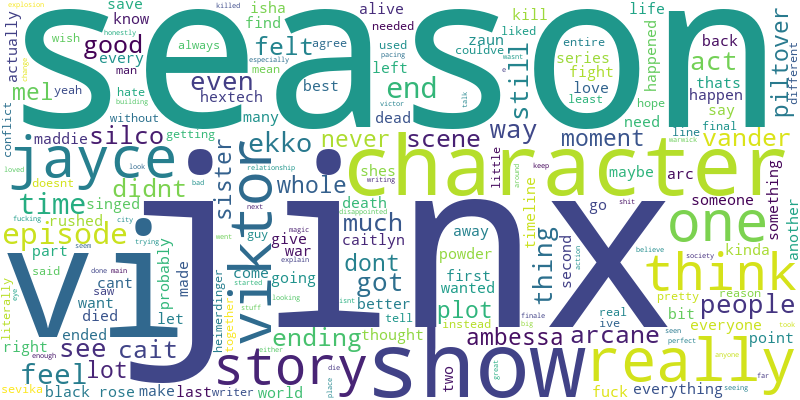 season
jinx
character
show
vi
jayce
story
really
one
think
viktor
episode
time
end
act
plot
arcane
ambessa
ending
people
feel
see
cait
lot
got
dont
much
way
good
felt
even
mel
silco
ekko
scene
moment
vander
piltover
still
thing
never
didnt
whole
sister
actually
save
know
every
man
yeah
hate
hextech
best
many
without
maddie
getting
conflict
wish
find
isha
always
mean
killed
honestly
especially
alive
needed
used
agree
left
dead
pacing
wasnt
victor
talk
e
kill
liked
couldve
zaun
series
fight
love
least
entire
life
happened
hope
need
back
man
thats
happen
say
final
different
line
arc
maybe
shes
little
keep
around
someone
something
another
go
shit
kinda
bit
pretty
reason
everyone
point
believe
society
seen
perfect
anyone
far
took
seeing
everything
fuck
real
ive
second
timeline
death
give
war
caitlyn
going
come
guy
away
powder
first
wanted
better
tell
instead
isnt
thought
two
great
finale
big
action
writing
relationship
bad
next
magic
disappointed
explain
looking
started
went
stuff
either
together
heimerdinger
singed
rushed
doesnt
loved
look
fucking
city
trying
seem
part
said
cant
saw
done
main
want
died
let
made
probably
literally
right
ended
eye
enough
sevika
black rose
make
last
writer
world
place
die
change
explosion
building
warwick